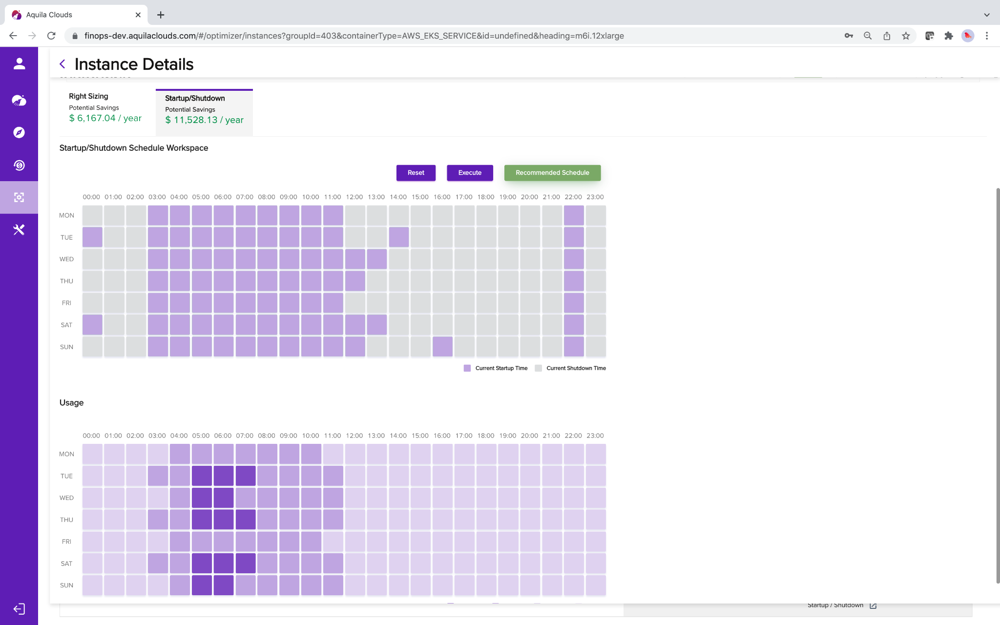 Aquila Clouds
finops-dev.aquilaclouds.com/#/optimizer/instances?groupId=403&containerType=AWS_EKS_SERVICE&id=undefined&heading=m6i.12xlarge
Instance Details
Right Sizing
Potential Savings
$ 6,167.04 / year
Startup/Shutdown
Potential Savings
$ 11,528.13 / year
Startup/Shutdown Schedule Workspace
Reset Execute Recommended Schedule
00:00 01:00 02:00 03:00 04:00 05:00 06:00 07:00 08:00 09:00 10:00 11:00 12:00 13:00 14:00 15:00 16:00 17:00 18:00 19:00 20:00 21:00 22:00 23:00
MON
TUE
WED
THU
FRI
SAT
SUN
Current Startup Time Current Shutdown Time
Usage
00:00 01:00 02:00 03:00 04:00 05:00 06:00 07:00 08:00 09:00 10:00 11:00 12:00 13:00 14:00 15:00 16:00 17:00 18:00 19:00 20:00 21:00 22:00 23:00
MON
TUE
WED
THU
FRI
SAT
SUN
Startup / Shutdown